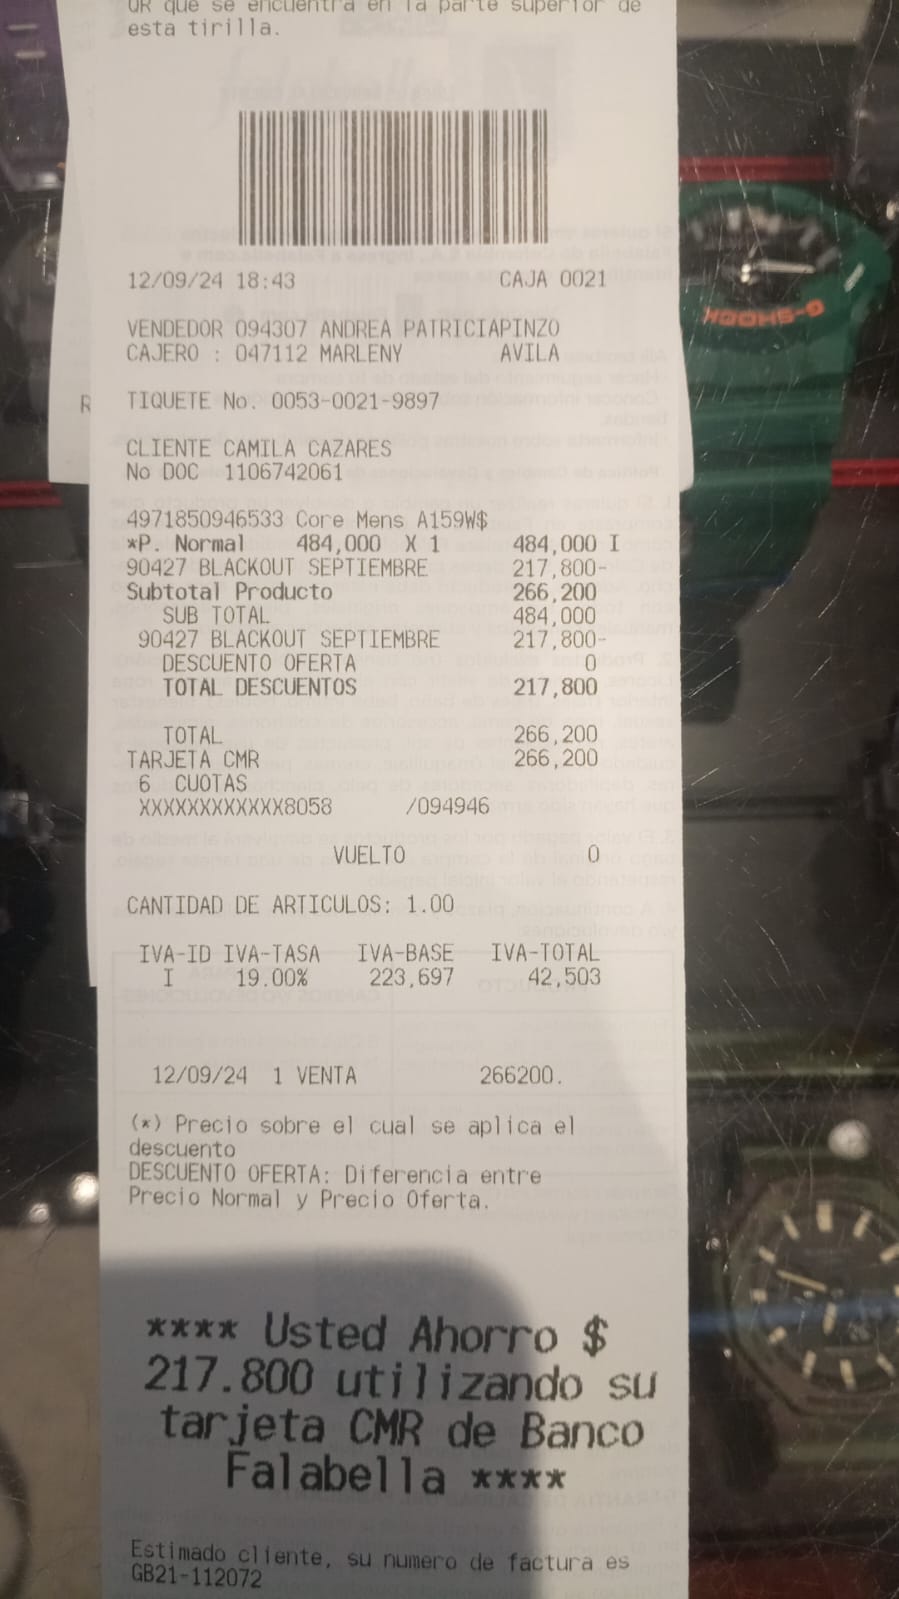 QR que se encuentra en la parte superior de
esta tirilla.
12/09/24 18:43 CAJA 0021
VENDEDOR 094307 ANDREA PATRICIAPINZO
CAJERO : 047112 MARLENY AVILA
R
TIQUETE No. 0053-0021-9897
CLIENTE CAMILA CAZARES
No DOC 1106742061
4971850946533 Core Mens A159W$
*P. Normal 484,000 X 1 484,000 I
90427 BLACKOUT SEPTIEMBRE 217,800-
Subtotal Producto 266,200
SUB TOTAL 484,000
90427 BLACKOUT SEPTIEMBRE 217,800-
DESCUENTO OFERTA 0
TOTAL DESCUENTOS 217,800
TOTAL 266,200
TARJETA CMR 266,200
6 CUOTAS
XXXXXXXXXXXX8058 /094946
VUELTO 0
CANTIDAD DE ARTICULOS: 1.00
IVA-ID IVA-TASA IVA-BASE IVA-TOTAL
I 19.00% 223,697 42,503
12/09/24 1 VENTA 266200.
(*) Precio sobre el cual se aplica el
descuento
DESCUENTO OFERTA: Diferencia entre
Precio Normal y Precio Oferta.
**** Usted Ahorro $
217.800 utilizando su
tarjeta CMR de Banco
Falabella ****
Estimado cliente, su numero de factura es
GB21-112072
G-SHOCK